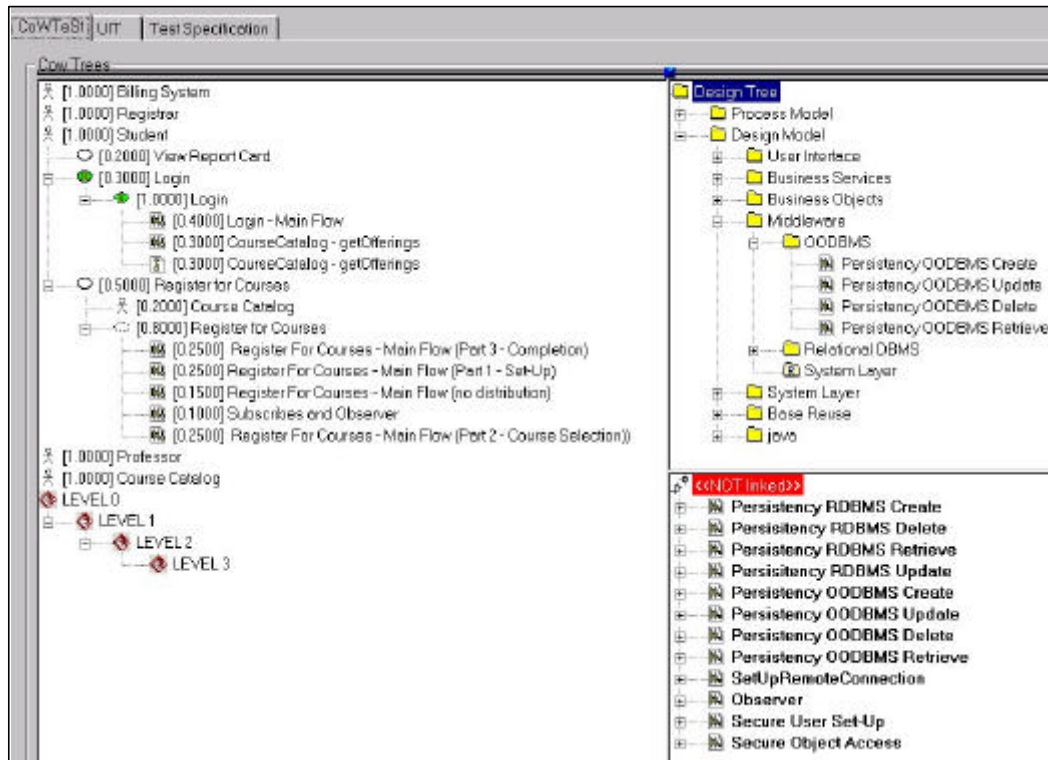 CoWTeSt UIT Test Specification
Cow Trees
[1.0000] Billing System
[1.0000] Registrar
[1.0000] Student
[0.2000] View Report Card
[0.3000] Login
[1.0000] Login
[0.4000] Login - Main Flow
[0.3000] CourseCatalog - getOfferings
[0.3000] CourseCatalog - getOfferings
[0.5000] Register for Courses
[0.2000] Course Catalog
[0.8000] Register for Courses
[0.2500] Register For Courses - Main Flow (Part 3 - Completion)
[0.2500] Register For Courses - Main Flow (Part 1 - Set-Up)
[0.1500] Register For Courses - Main Flow (no distribution)
[0.1000] Subscribes and Observer
[0.2500] Register For Courses - Main Flow (Part 2 - Course Selection))
[1.0000] Professor
[1.0000] Course Catalog
LEVEL 0
LEVEL 1
LEVEL 2
LEVEL 3
Design Tree
Process Model
Design Model
User Interface
Business Services
Business Objects
Middleware
OODBMS
Persistency OODBMS Create
Persistency OODBMS Update
Persistency OODBMS Delete
Persistency OODBMS Retrieve
Relational DBMS
System Layer
System Layer
Base Reuse
java
<<NOT linked>>
Persistency RDBMS Create
Persisitency RDBMS Delete
Persistency RDBMS Retrieve
Persisitency RDBMS Update
Persistency OODBMS Create
Persistency OODBMS Update
Persistency OODBMS Delete
Persistency OODBMS Retrieve
SetUpRemoteConnection
Observer
Secure User Set-Up
Secure Object Access